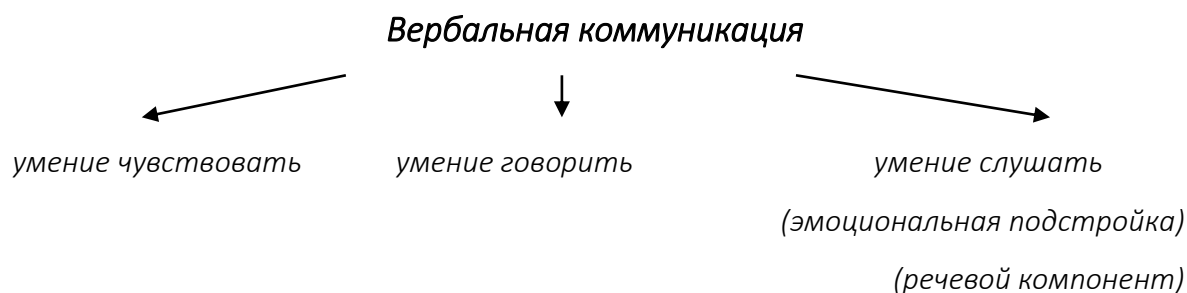 Вербальная коммуникация
умение чувствовать умение говорить умение слушать
(эмоциональная подстройка)
(речевой компонент)